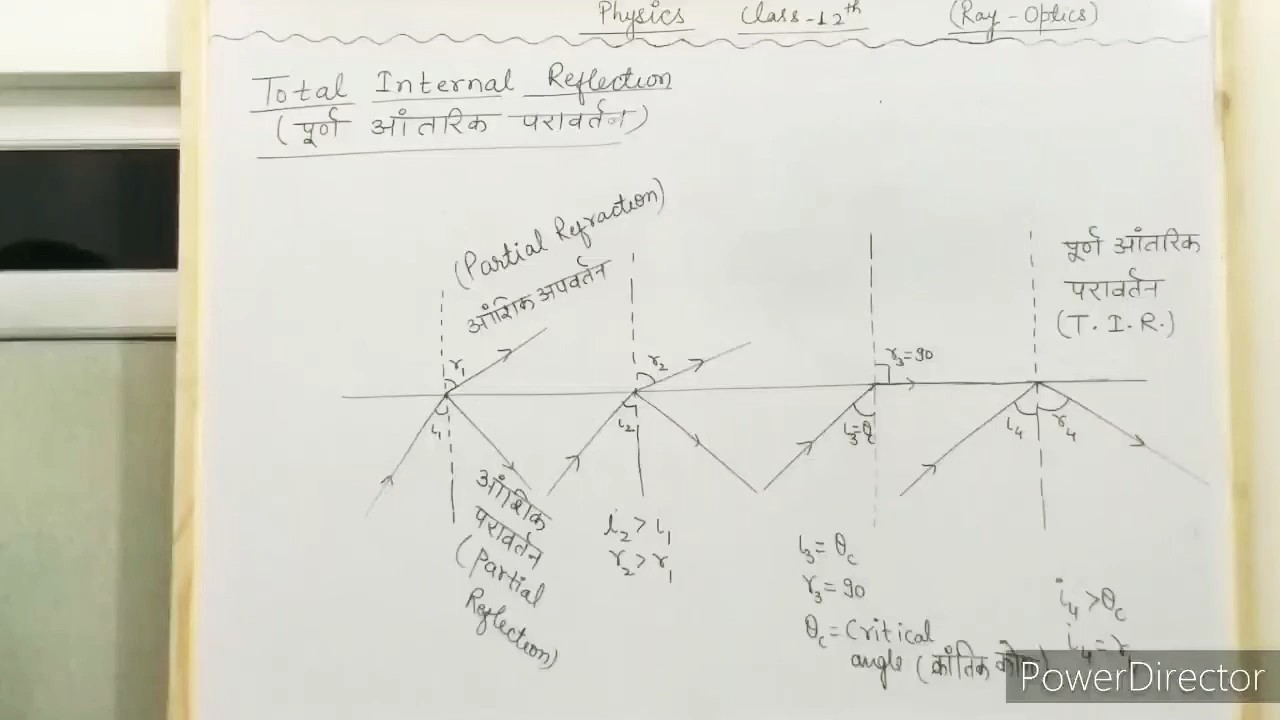 Physics Class-12th (Ray-Optics)
Total Internal Reflection
(पूर्ण आंतरिक परावर्तन)
(Partial Refraction)
आंशिक अपवर्तन
r₁
i₁
आंशिक
परावर्तन
(Partial
Reflection)
r₂
i₂
i₂ > i₁
r₂ > r₁
r₃=90
i₃=θc
i₃ = θc
r₃ = 90
θc = Critical
angle (क्रांतिक कोण)
पूर्ण आंतरिक
परावर्तन
(T. I. R.)
i₄ r₄
i₄ > θc
i₄ = r₄
PowerDirector